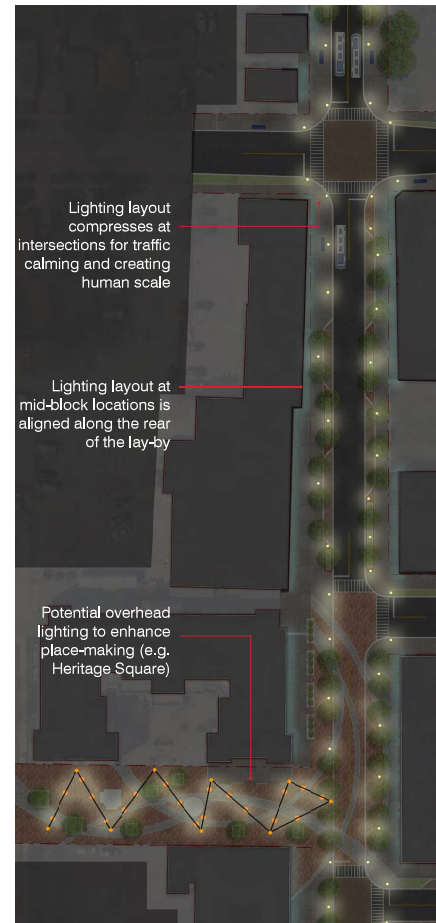 Lighting layout
compresses at
intersections for traffic
calming and creating
human scale
Lighting layout at
mid-block locations is
aligned along the rear
of the lay-by
Potential overhead
lighting to enhance
place-making (e.g.
Heritage Square)